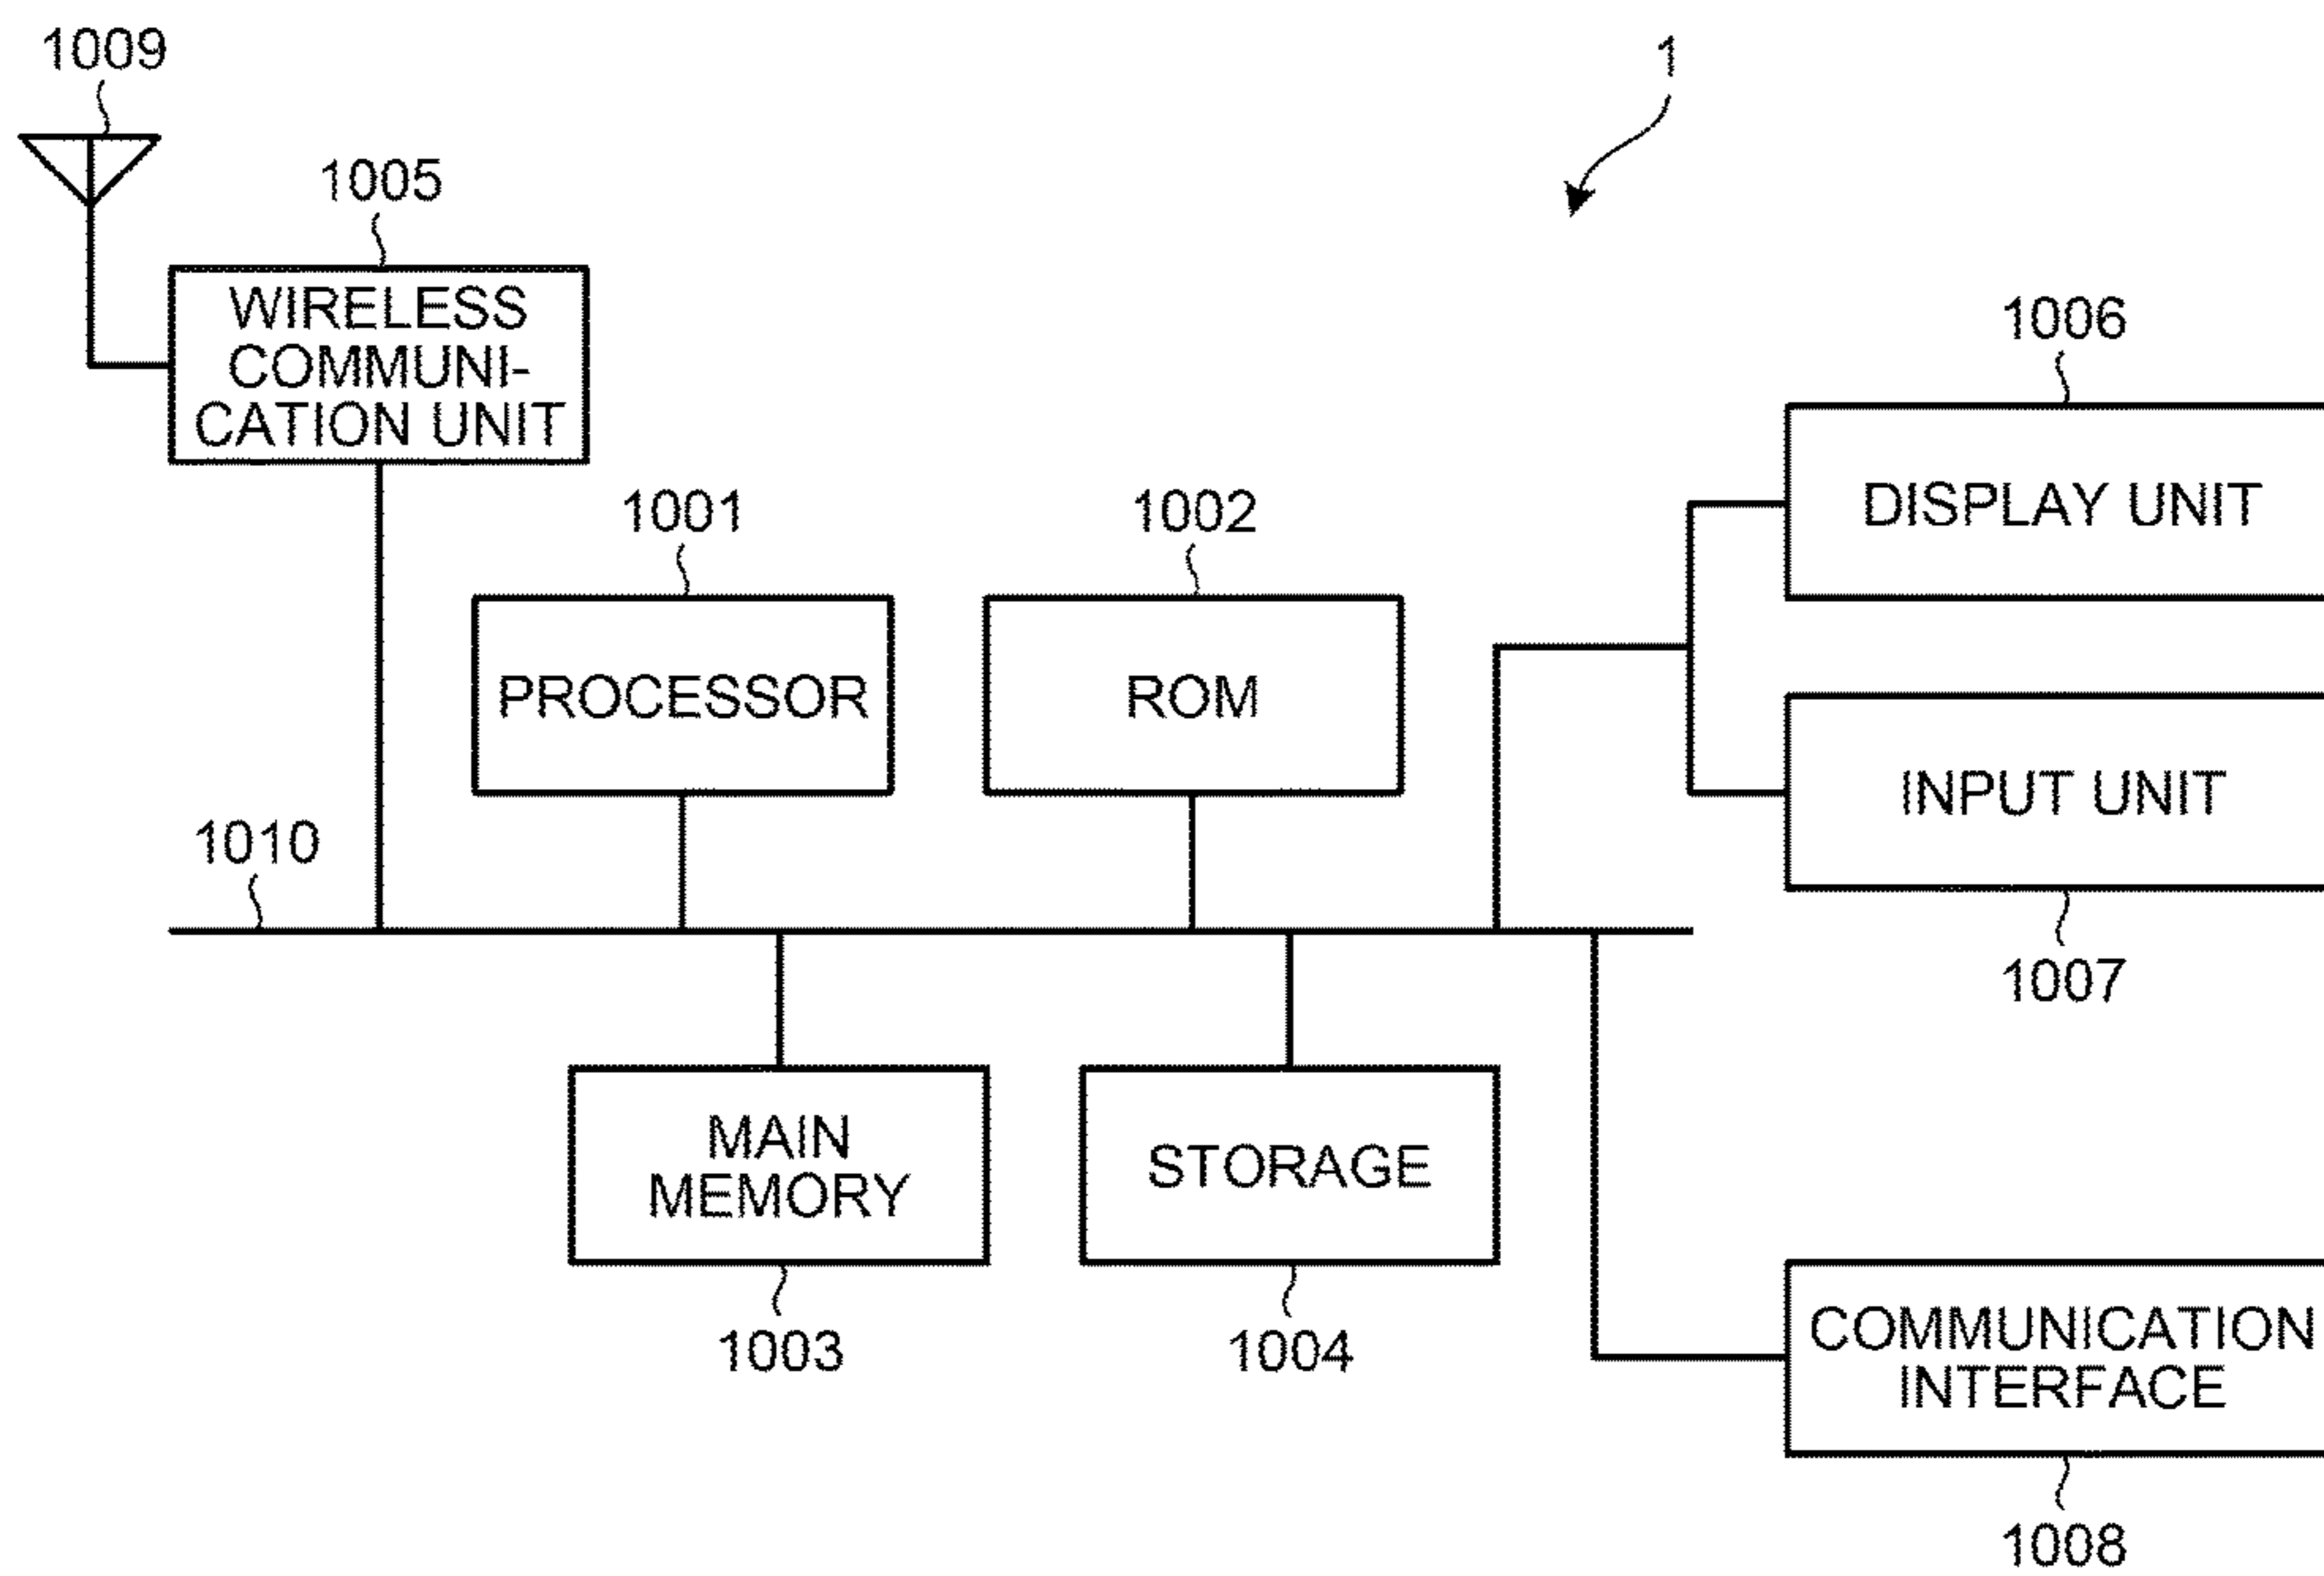 1009
1
1005
WIRELESS
COMMUNI-
CATION UNIT
1006
DISPLAY UNIT
1001
1002
PROCESSOR
ROM
INPUT UNIT
1010
1007
MAIN
MEMORY
STORAGE
1003
1004
COMMUNICATION
INTERFACE
1008